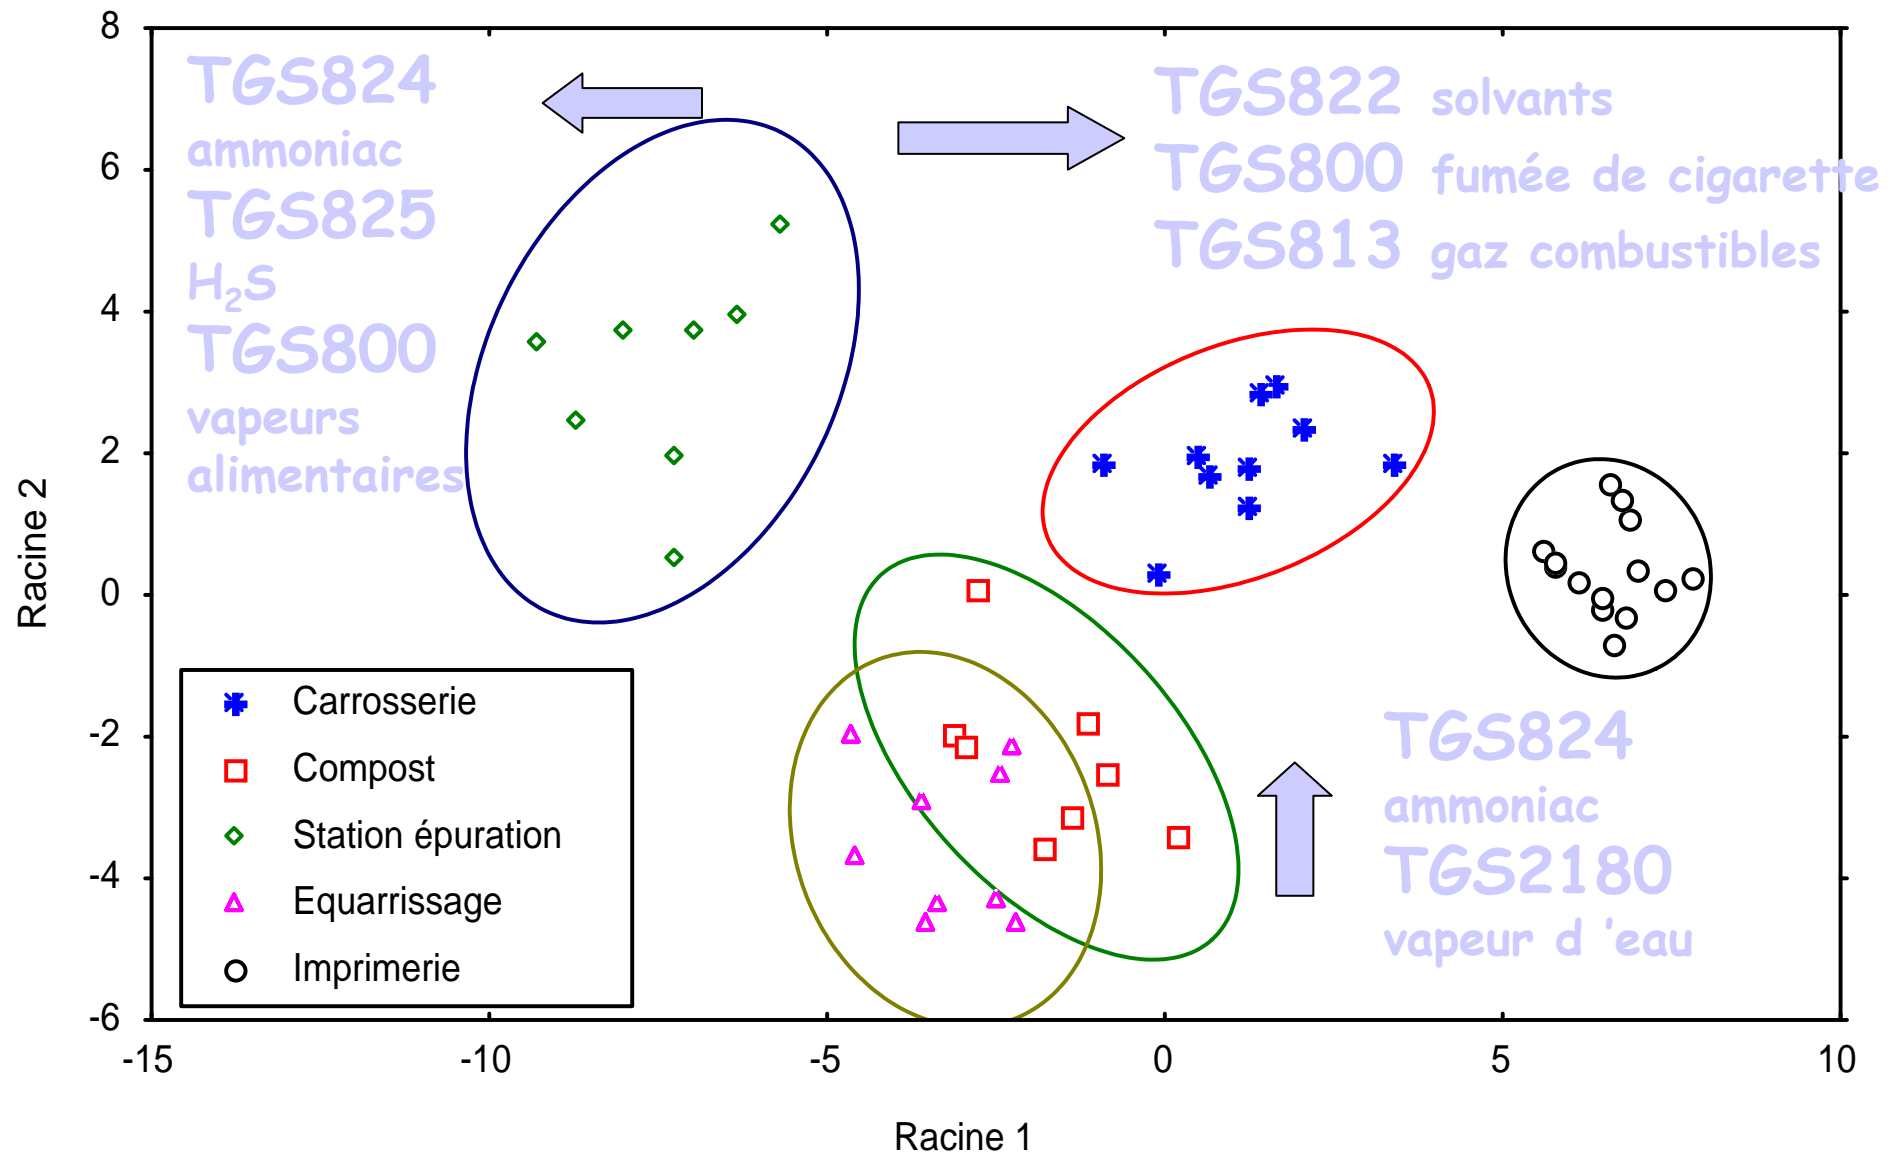 8
6
4
2
0
-2
-4
-6
Racine 2
TGS824
ammoniac
TGS825
H₂S
TGS800
vapeurs
alimentaires
TGS822 solvants
TGS800 fumée de cigarette
TGS813 gaz combustibles
Carrosserie
Compost
Station épuration
Equarrissage
Imprimerie
TGS824
ammoniac
TGS2180
vapeur d ’eau
-15 -10 -5 0 5 10
Racine 1